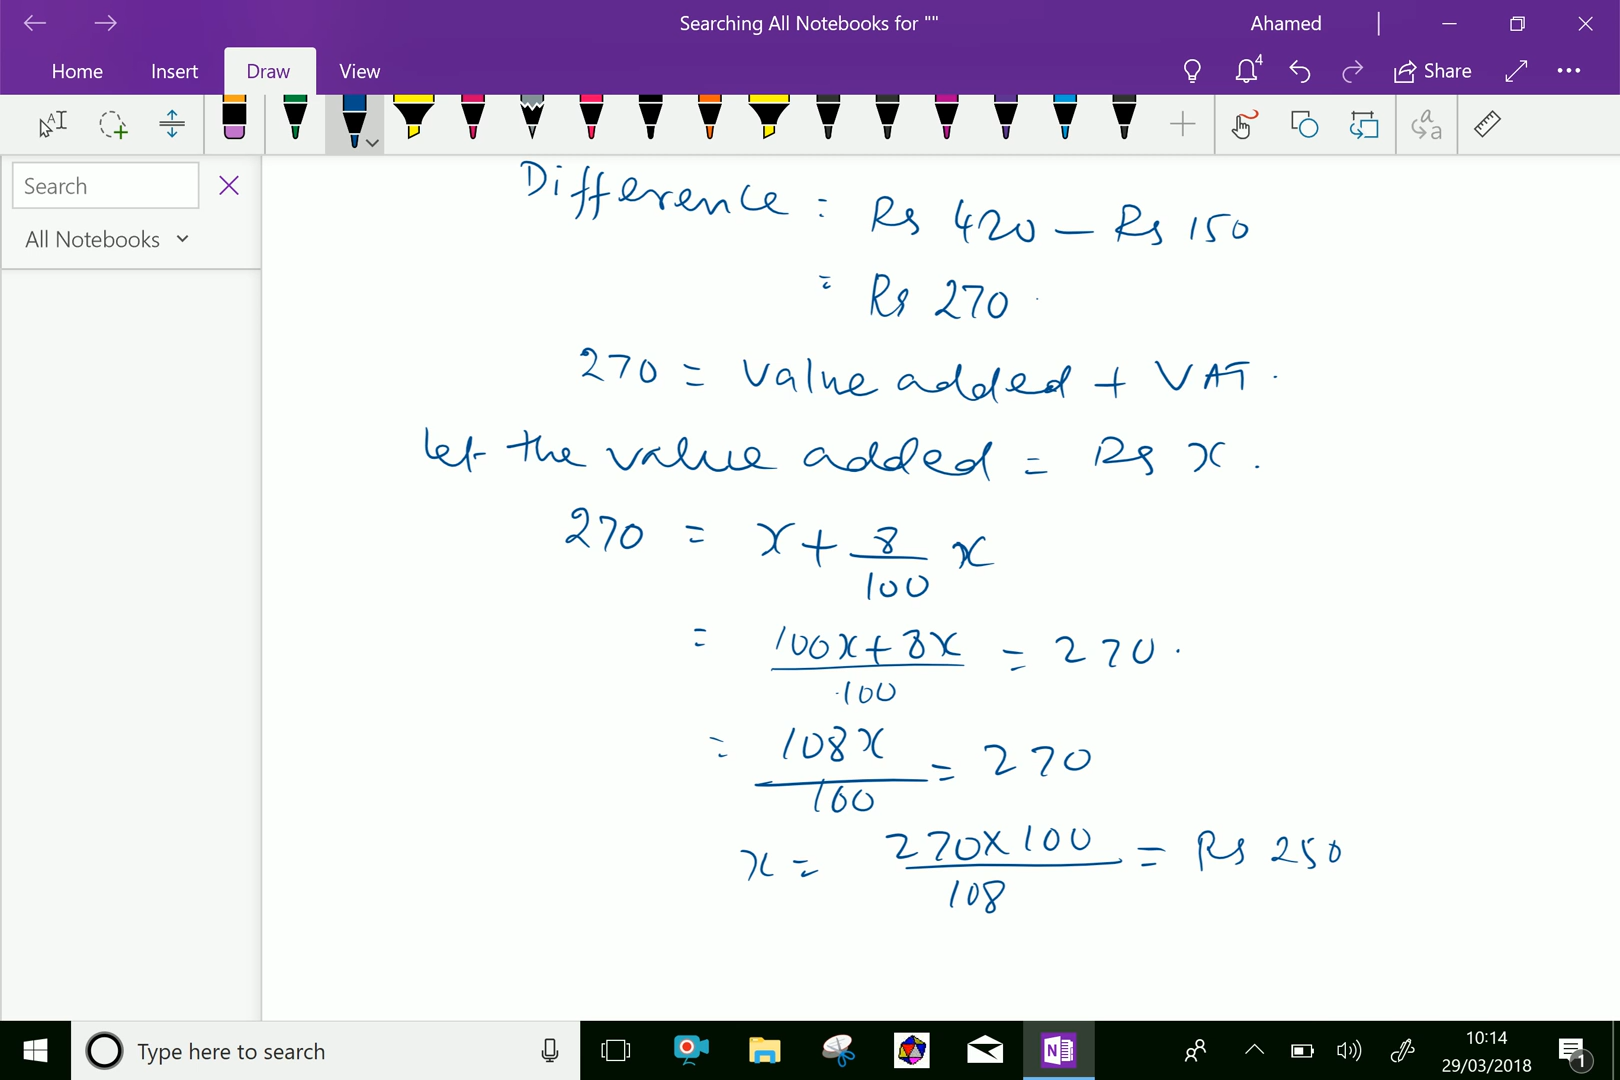 Searching All Notebooks for ""
Ahamed
Home Insert Draw View
4
Share
Search
All Notebooks
Difference = Rs 420 – Rs 150
= Rs 270
270 = value added + VAT.
let the value added = Rs x.
270 = x + 8/100 x
= 100x + 8x / 100 = 270.
= 108x / 100 = 270
x = 270 x 100 / 108 = Rs 250
Type here to search
10:14
29/03/2018
1